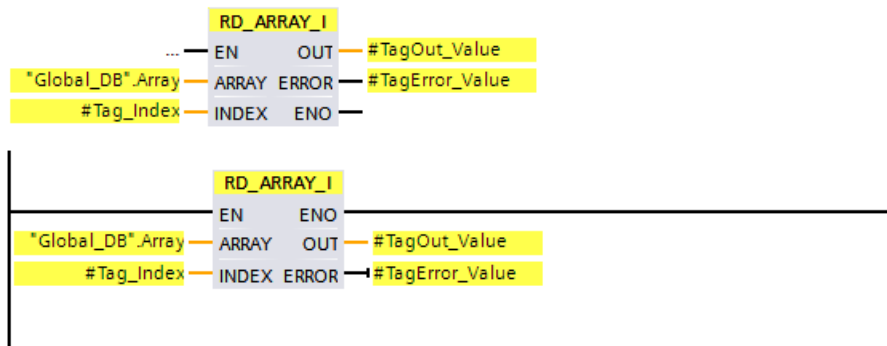 RD_ARRAY_I
... EN OUT #TagOut_Value
"Global_DB".Array ARRAY ERROR #TagError_Value
#Tag_Index INDEX ENO
RD_ARRAY_I
EN ENO
"Global_DB".Array ARRAY OUT #TagOut_Value
#Tag_Index INDEX ERROR #TagError_Value